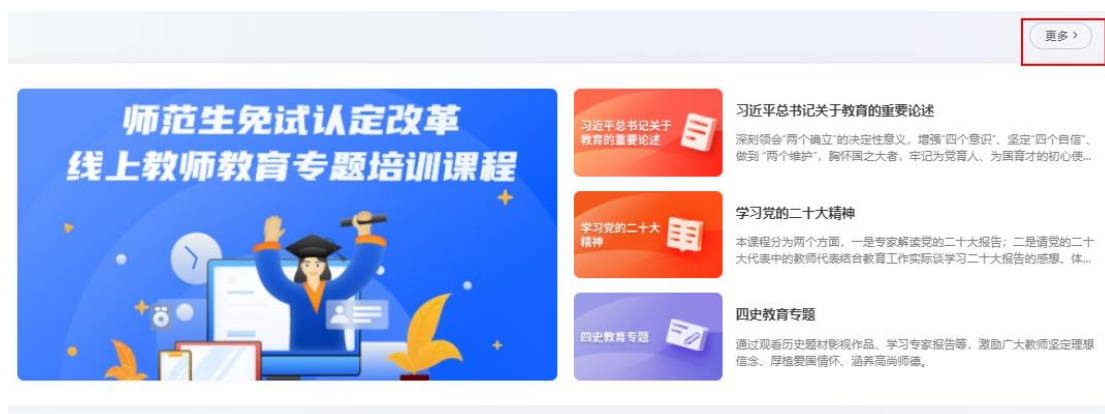 更多 >
师范生免试认定改革
线上教师教育专题培训课程
习近平总书记关于
教育的重要论述
习近平总书记关于教育的重要论述
深刻领会"两个确立"的决定性意义，增强"四个意识"、坚定"四个自信"、
做到 "两个维护"，胸怀国之大者，牢记为党育人、为国育才的初心使...
学习党的二十大
精神
学习党的二十大精神
本课程分为两个方面，一是专家解读党的二十大报告；二是请党的二十
大代表中的教师代表结合教育工作实际谈学习二十大报告的感想、体...
四史教育专题
四史教育专题
通过观看历史题材影视作品、学习专家报告等，激励广大教师坚定理想
信念、厚植爱国情怀、涵养高尚师德。